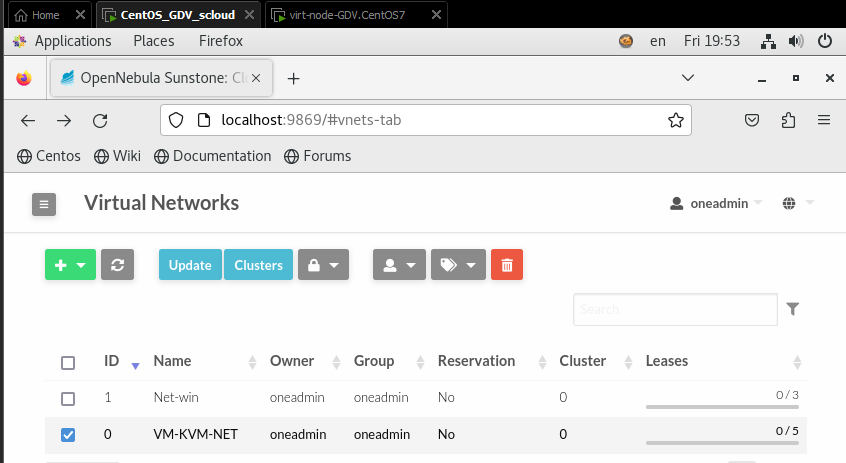 Home CentOS_GDV_scloud virt-node-GDV.CentOS7
Applications Places Firefox en Fri 19:53
OpenNebula Sunstone: Clo
localhost:9869/#vnets-tab
Centos Wiki Documentation Forums
Virtual Networks oneadmin
Update Clusters
Search
ID Name Owner Group Reservation Cluster Leases
1 Net-win oneadmin oneadmin No 0 0 / 3
0 VM-KVM-NET oneadmin oneadmin No 0 0 / 5